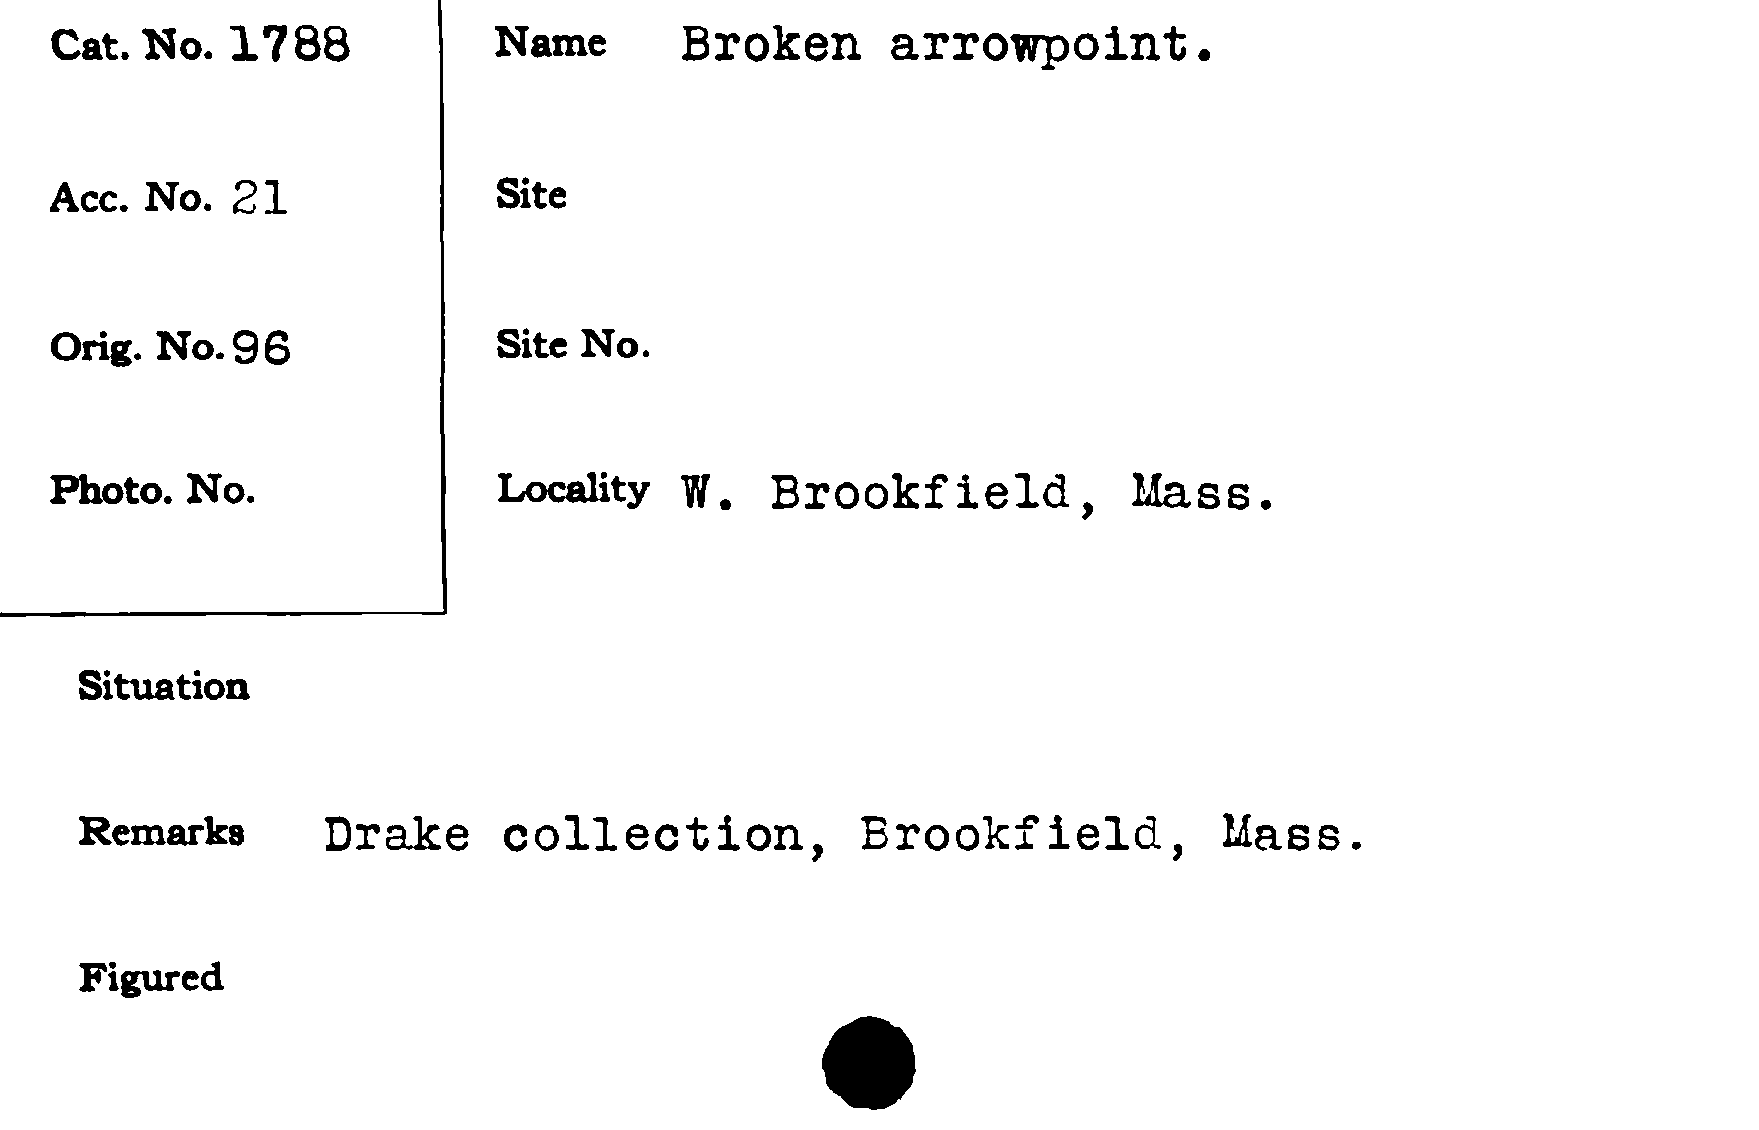 Cat. No. 1788
Name Broken arrowpoint.
Acc. No. 21
Site
Orig. No. 96
Site No.
Photo. No.
Locality W. Brookfield, Mass.
Situation
Remarks Drake collection, Brookfield, Mass.
Figured